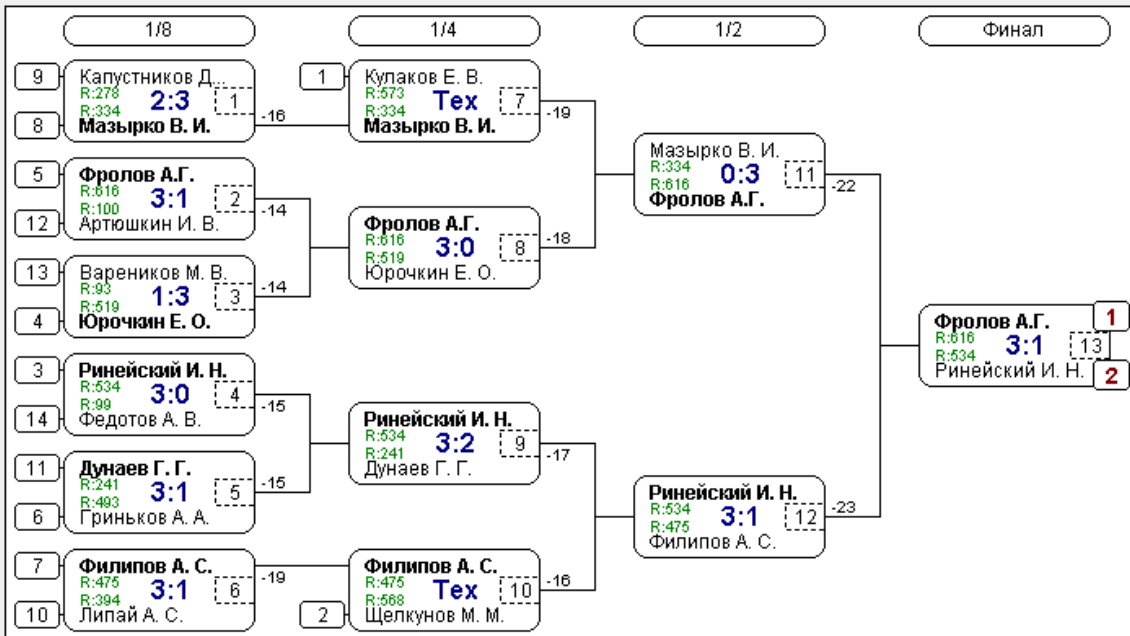 1/8
1/4
1/2
Финал
9
Капустников Д...
R:278
R:334
2:3
1
8
Мазырко В. И.
-16
5
Фролов А.Г.
R:616
R:100
3:1
2
12
Артюшкин И. В.
-14
13
Вареников М. В.
R:93
R:519
1:3
3
4
Юрочкин Е. О.
-14
3
Ринейский И. Н.
R:534
R:99
3:0
4
14
Федотов А. В.
-15
11
Дунаев Г. Г.
R:241
R:493
3:1
5
6
Гриньков А. А.
-15
7
Филипов А. С.
R:475
R:394
3:1
6
10
Липай А. С.
-19
1
Кулаков Е. В.
R:573
R:334
Тех
7
Мазырко В. И.
-19
Фролов А.Г.
R:616
R:519
3:0
8
Юрочкин Е. О.
-18
Ринейский И. Н.
R:534
R:241
3:2
9
Дунаев Г. Г.
-17
Филипов А. С.
R:475
R:568
Тех
10
2
Щелкунов М. М.
-16
Мазырко В. И.
R:334
R:616
0:3
11
Фролов А.Г.
-22
Ринейский И. Н.
R:534
R:475
3:1
12
Филипов А. С.
-23
Фролов А.Г.
1
R:616
R:534
3:1
13
Ринейский И. Н.
2